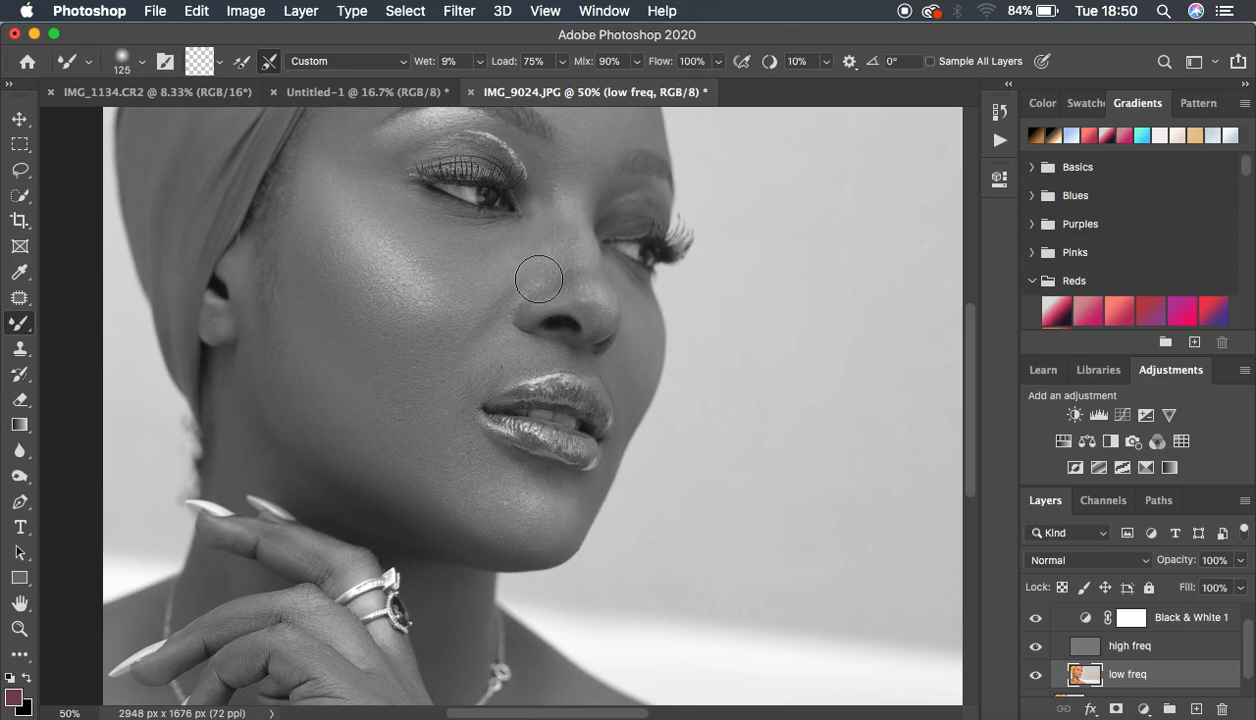 Photoshop File Edit Image Layer Type Select Filter 3D View Window Help 84% Tue 18:50
Adobe Photoshop 2020
125 Custom Wet: 9% Load: 75% Mix: 90% Flow: 100% 10% 0° Sample All Layers
IMG_1134.CR2 @ 8.33% (RGB/16*) Untitled-1 @ 16.7% (RGB/8) * IMG_9024.JPG @ 50% (low freq, RGB/8) *
Color Swatche Gradients Pattern
Basics
Blues
Purples
Pinks
Reds
Learn Libraries Adjustments
Add an adjustment
Layers Channels Paths
Kind
Normal Opacity: 100%
Lock: Fill: 100%
Black & White 1
high freq
low freq
50% 2948 px x 1676 px (72 ppi)